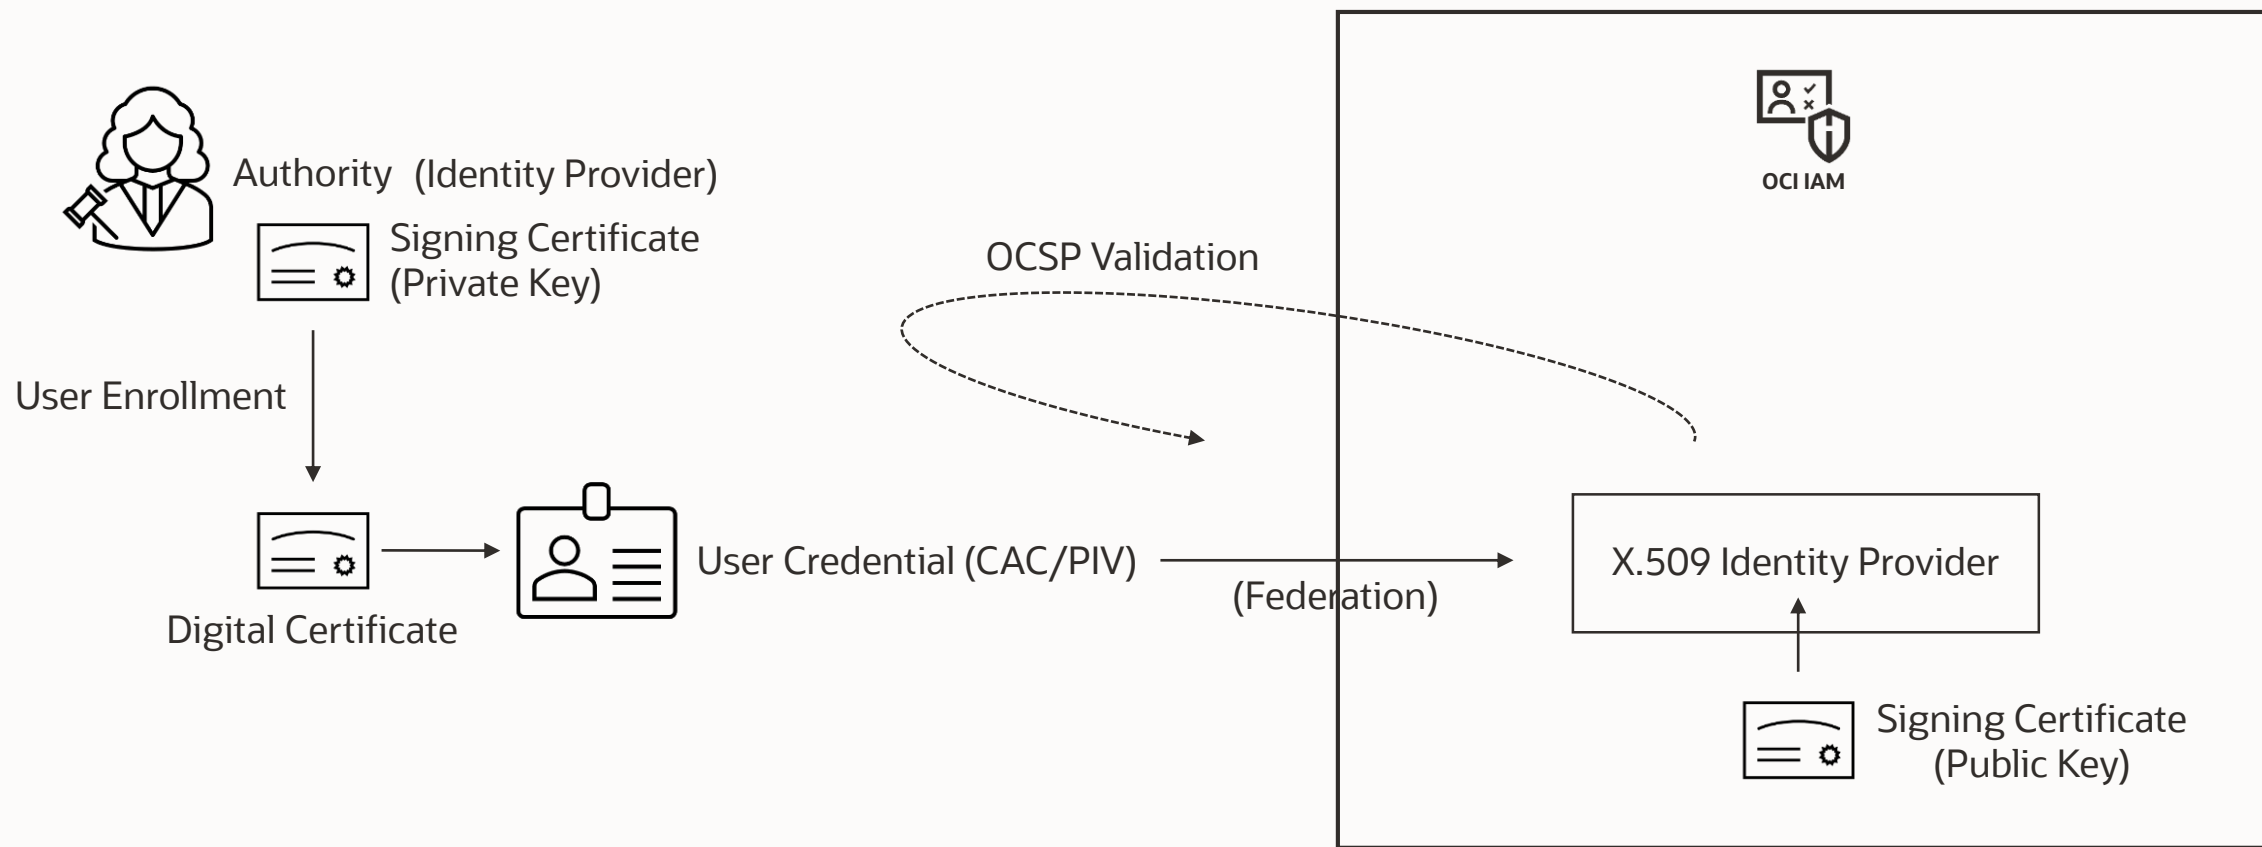 OCI IAM
Authority (Identity Provider)
Signing Certificate
(Private Key)
OCSP Validation
User Enrollment
User Credential (CAC/PIV)
X.509 Identity Provider
(Federation)
Digital Certificate
Signing Certificate
(Public Key)